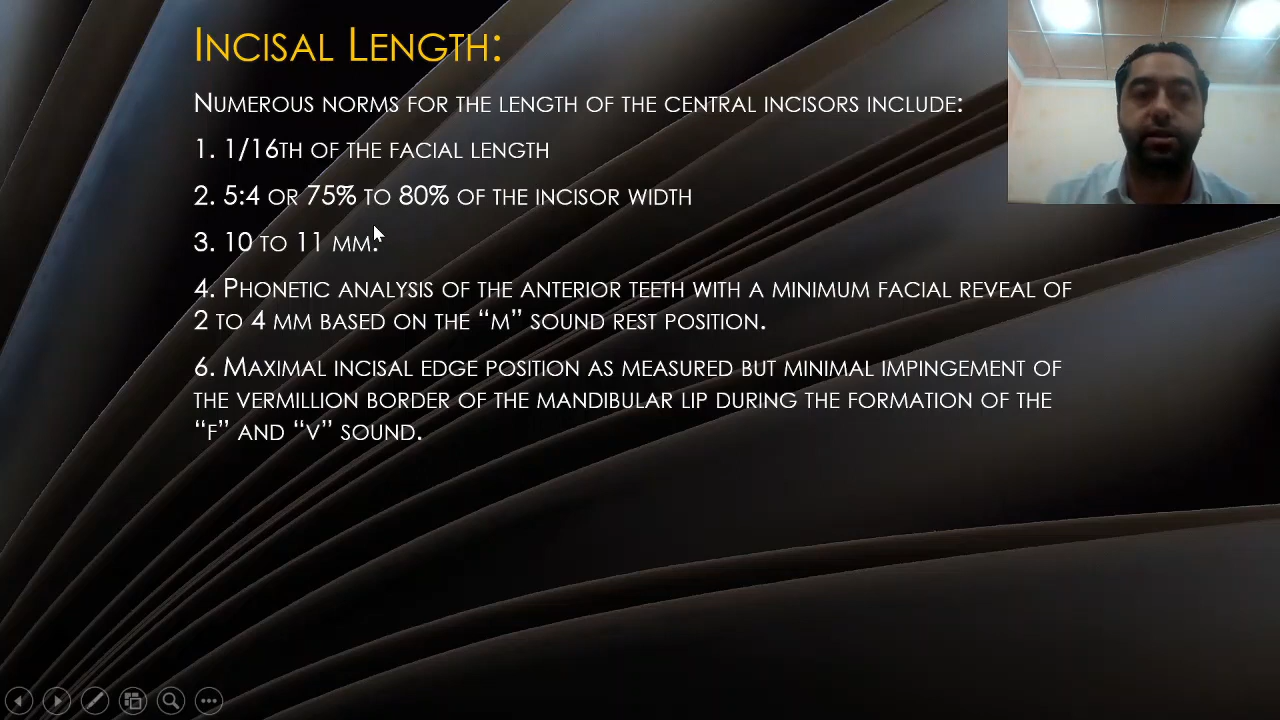 Incisal Length:
Numerous norms for the length of the central incisors include:
1. 1/16th of the facial length
2. 5:4 or 75% to 80% of the incisor width
3. 10 to 11 mm.
4. Phonetic analysis of the anterior teeth with a minimum facial reveal of
2 to 4 mm based on the “m” sound rest position.
6. Maximal incisal edge position as measured but minimal impingement of
the vermillion border of the mandibular lip during the formation of the
“f” and “v” sound.